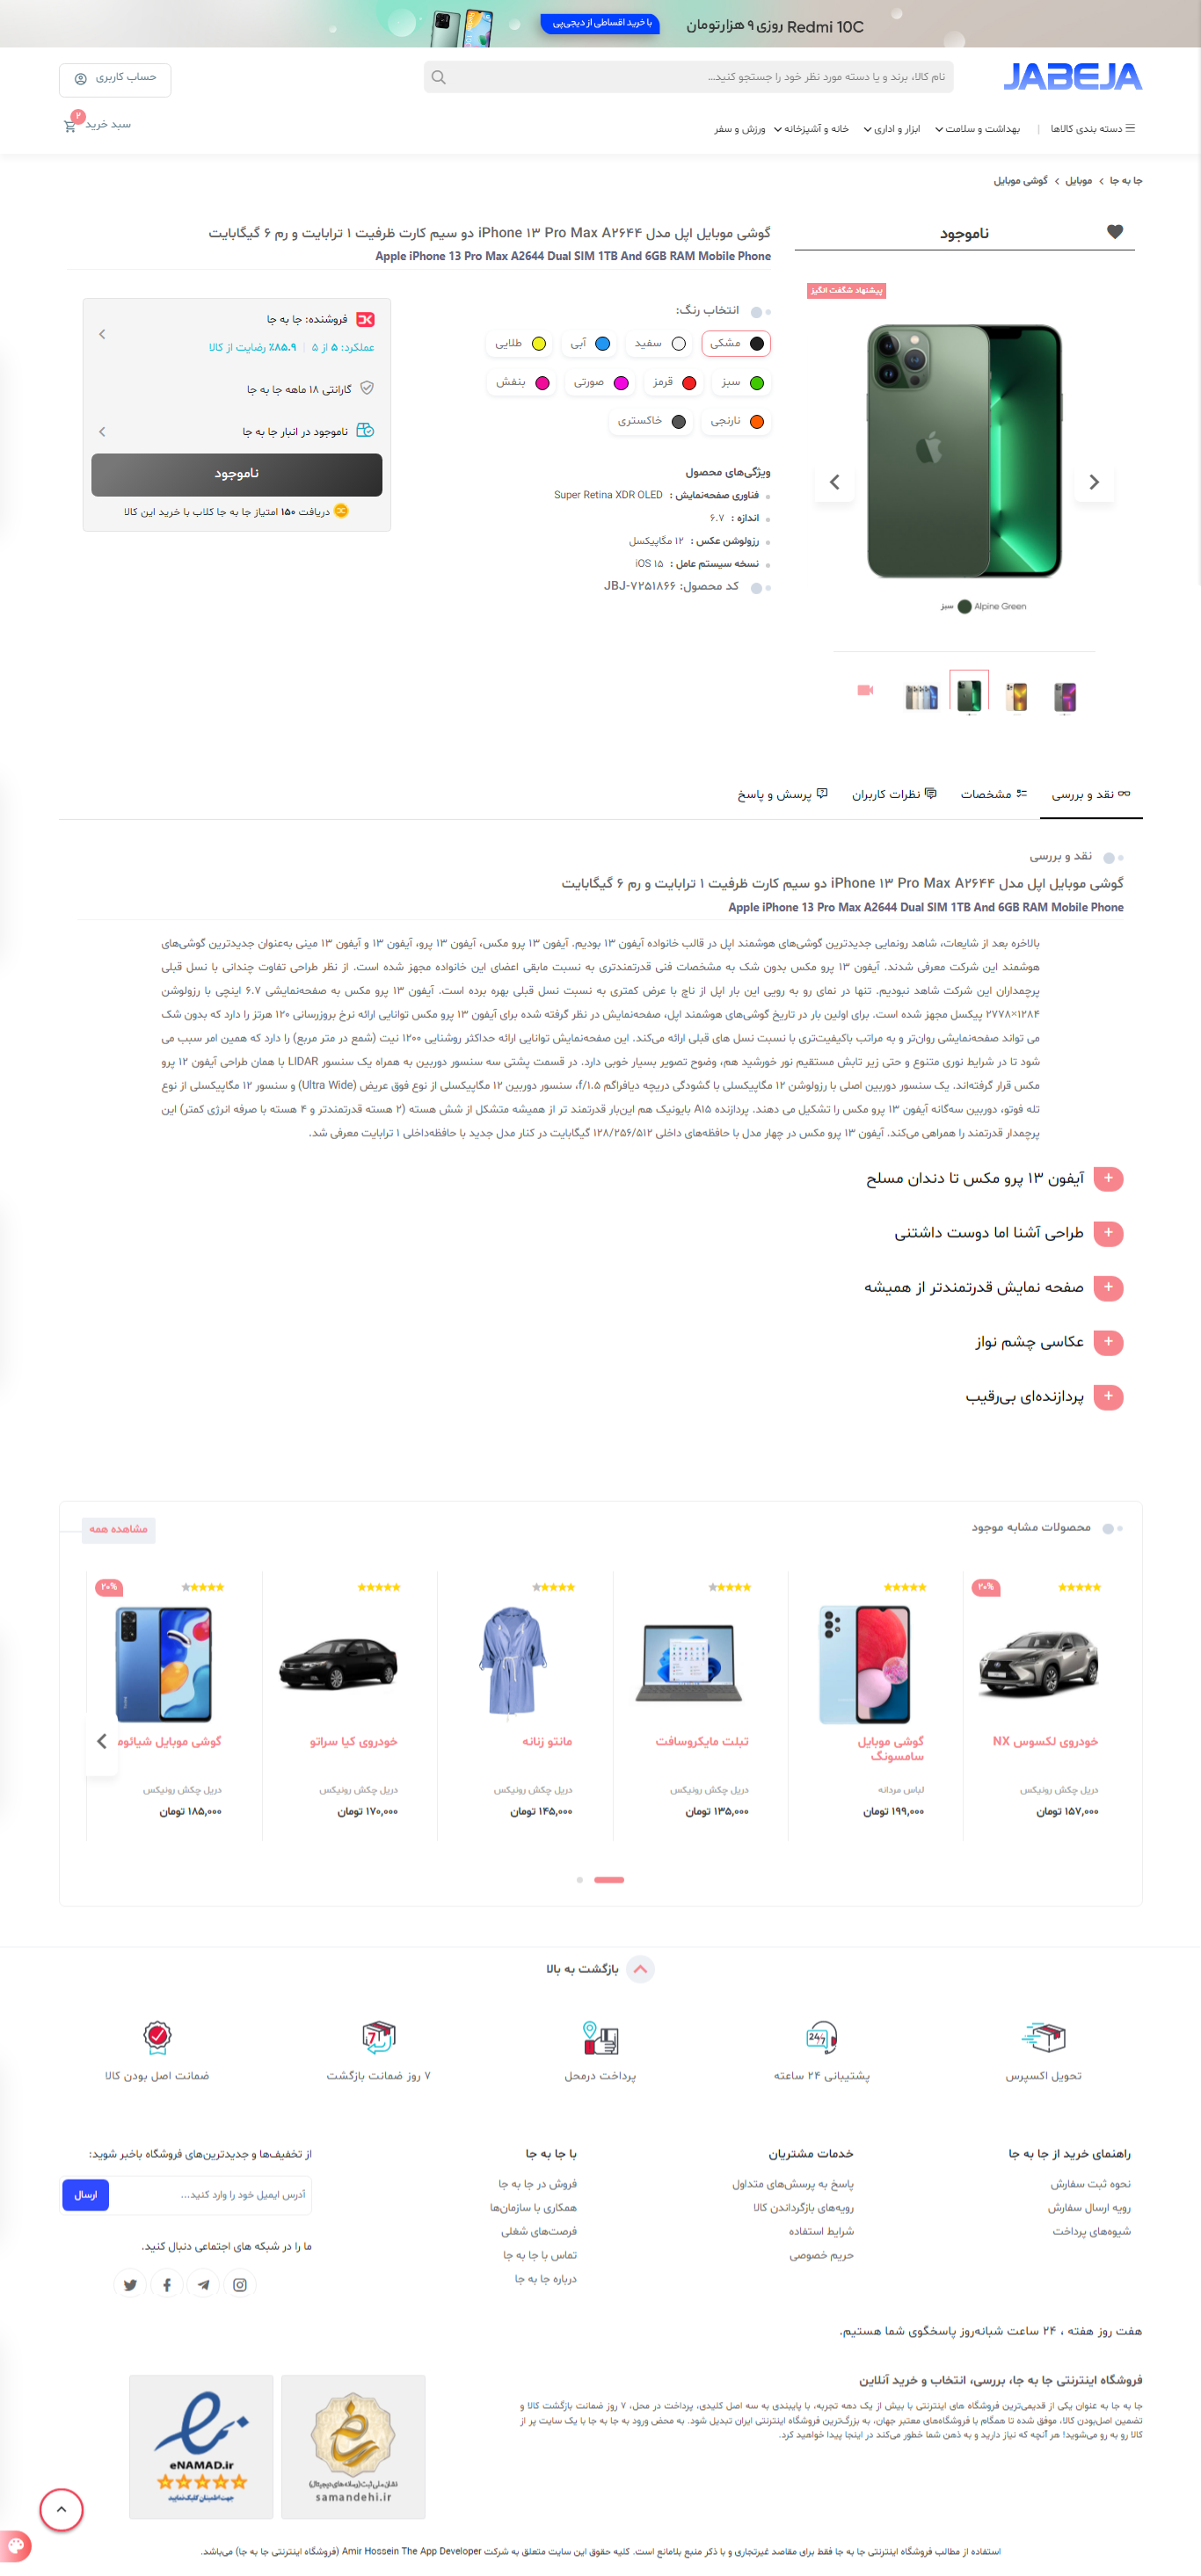 Redmi 10C روزی ۹ هزارتومان
با خرید اقساطی از دیجی‌پی
JABEJA
نام کالا، برند و یا دسته مورد نظر خود را جستجو کنید...
حساب کاربری
دسته بندی کالاها | بهداشت و سلامت ابزار و اداری خانه و آشپزخانه ورزش و سفر
سبد خرید ۲
جا به جا > موبایل > گوشی موبایل
ناموجود
پیشنهاد شگفت انگیز
Alpine Green سبز
گوشی موبایل اپل مدل iPhone ۱۳ Pro Max A۲۶۴۴ دو سیم کارت ظرفیت ۱ ترابایت و رم ۶ گیگابایت
Apple iPhone 13 Pro Max A2644 Dual SIM 1TB And 6GB RAM Mobile Phone
انتخاب رنگ:
مشکی سفید آبی طلایی
سبز قرمز صورتی بنفش
نارنجی خاکستری
ویژگی‌های محصول
فناوری صفحه‌نمایش : Super Retina XDR OLED
اندازه : ۶.۷
رزولوشن عکس : ۱۲ مگاپیکسل
نسخه سیستم عامل : iOS ۱۵
کد محصول: JBJ-۷۲۵۱۸۶۶
فروشنده: جا به جا
عملکرد: ۵ از ۵ | ۸۵.۹٪ رضایت از کالا
گارانتی ۱۸ ماهه جا به جا
ناموجود در انبار جا به جا
ناموجود
دریافت ۱۵۰ امتیاز جا به جا کلاب با خرید این کالا
نقد و بررسی مشخصات نظرات کاربران پرسش و پاسخ
نقد و بررسی
گوشی موبایل اپل مدل iPhone ۱۳ Pro Max A۲۶۴۴ دو سیم کارت ظرفیت ۱ ترابایت و رم ۶ گیگابایت
Apple iPhone 13 Pro Max A2644 Dual SIM 1TB And 6GB RAM Mobile Phone
بالاخره بعد از شایعات، شاهد رونمایی جدیدترین گوشی‌های هوشمند اپل در قالب خانواده آیفون ۱۳ بودیم. آیفون ۱۳ پرو مکس، آیفون ۱۳ پرو، آیفون ۱۳ و آیفون ۱۳ مینی به‌عنوان جدیدترین گوشی‌های
هوشمند این شرکت معرفی شدند. آیفون ۱۳ پرو مکس بدون شک به مشخصات فنی قدرتمندتری به نسبت مابقی اعضای این خانواده مجهز شده است. از نظر طراحی تفاوت چندانی با نسل قبلی
پرچمداران این شرکت شاهد نبودیم. تنها در نمای رو به رویی این بار اپل از ناچ با عرض کمتری به نسبت نسل قبلی بهره برده است. آیفون ۱۳ پرو مکس به صفحه‌نمایشی ۶.۷ اینچی با رزولوشن
۱۲۸۴×۲۷۷۸ پیکسل مجهز شده است. برای اولین بار در تاریخ گوشی‌های هوشمند اپل، صفحه‌نمایش در نظر گرفته شده برای آیفون ۱۳ پرو مکس توانایی ارائه نرخ بروزرسانی ۱۲۰ هرتز را دارد که بدون شک
می تواند صفحه‌نمایشی روان‌تر و به مراتب باکیفیت‌تری با نسبت نسل های قبلی ارائه می‌کند. این صفحه‌نمایش توانایی ارائه حداکثر روشنایی ۱۲۰۰ نیت (شمع در متر مربع) را دارد که همین امر سبب می
شود تا در شرایط نوری متنوع و حتی زیر تابش مستقیم نور خورشید هم، وضوح تصویر بسیار خوبی دارد. در قسمت پشتی سه سنسور دوربین به همراه یک سنسور LIDAR با همان طراحی آیفون ۱۲ پرو
مکس قرار گرفته‌اند. یک سنسور دوربین اصلی با رزولوشن ۱۲ مگاپیکسلی با گشودگی دریچه دیافراگم f/۱.۵، سنسور دوربین ۱۲ مگاپیکسلی از نوع فوق عریض (Ultra Wide) و سنسور ۱۲ مگاپیکسلی از نوع
تله فوتو، دوربین سه‌گانه آیفون ۱۳ پرو مکس را تشکیل می دهند. پردازنده A۱۵ بایونیک هم این‌بار قدرتمند تر از همیشه متشکل از شش هسته (۲ هسته قدرتمندتر و ۴ هسته با صرفه انرژی کمتر) این
پرچمدار قدرتمند را همراهی می‌کند. آیفون ۱۳ پرو مکس در چهار مدل با حافظه‌های داخلی ۱۲۸/۲۵۶/۵۱۲ گیگابایت در کنار مدل جدید با حافظه‌داخلی ۱ ترابایت معرفی شد.
آیفون ۱۳ پرو مکس تا دندان مسلح
طراحی آشنا اما دوست داشتنی
صفحه نمایش قدرتمندتر از همیشه
عکاسی چشم نواز
پردازنده‌ای بی‌رقیب
محصولات مشابه موجود
مشاهده همه
۲۰%
خودروی لکسوس NX
دریل چکش رونیکس
۱۵۷,۰۰۰ تومان
گوشی موبایل
سامسونگ
لباس مردانه
۱۹۹,۰۰۰ تومان
تبلت مایکروسافت
دریل چکش رونیکس
۱۳۵,۰۰۰ تومان
مانتو زنانه
دریل چکش رونیکس
۱۴۵,۰۰۰ تومان
خودروی کیا سراتو
دریل چکش رونیکس
۱۷۰,۰۰۰ تومان
۲۰%
گوشی موبایل شیائومی
دریل چکش رونیکس
۱۸۵,۰۰۰ تومان
بازگشت به بالا
تحویل اکسپرس
24/7
پشتیبانی ۲۴ ساعته
پرداخت درمحل
7
۷ روز ضمانت بازگشت
ضمانت اصل بودن کالا
راهنمای خرید از جا به جا
نحوه ثبت سفارش
رویه ارسال سفارش
شیوه‌های پرداخت
خدمات مشتریان
پاسخ به پرسش‌های متداول
رویه‌های بازگرداندن کالا
شرایط استفاده
حریم خصوصی
با جا به جا
فروش در جا به جا
همکاری با سازمان‌ها
فرصت‌های شغلی
تماس با جا به جا
درباره جا به جا
از تخفیف‌ها و جدیدترین‌های فروشگاه باخبر شوید:
آدرس ایمیل خود را وارد کنید...
ارسال
ما را در شبکه های اجتماعی دنبال کنید.
هفت روز هفته ، ۲۴ ساعت شبانه‌روز پاسخگوی شما هستیم.
فروشگاه اینترنتی جا به جا، بررسی، انتخاب و خرید آنلاین
جا به جا به عنوان یکی از قدیمی‌ترین فروشگاه های اینترنتی با بیش از یک دهه تجربه، با پایبندی به سه اصل کلیدی، پرداخت در محل، ۷ روز ضمانت بازگشت کالا و
تضمین اصل‌بودن کالا، موفق شده تا همگام با فروشگاه‌های معتبر جهان، به بزرگ‌ترین فروشگاه اینترنتی ایران تبدیل شود. به محض ورود به جا به جا با یک سایت پر از
کالا رو به رو می‌شوید! هر آنچه که نیاز دارید و به ذهن شما خطور می‌کند در اینجا پیدا خواهید کرد.
نشان ملی ثبت (رسانه‌های دیجیتال)
samandehi.ir
eNAMAD.ir
جهت اطمینان کلیک نمایید
استفاده از مطالب فروشگاه اینترنتی جا به جا فقط برای مقاصد غیرتجاری و با ذکر منبع بلامانع است. کلیه حقوق این سایت متعلق به شرکت Amir Hossein The App Developer (فروشگاه اینترنتی جا به جا) می‌باشد.